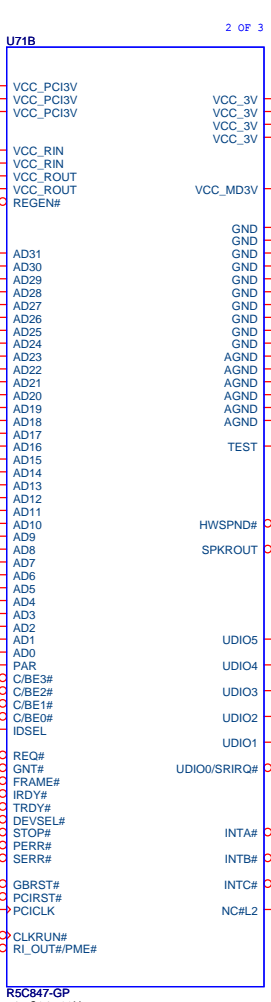 2 OF 3
U71B
VCC_PCI3V
VCC_PCI3V VCC_3V
VCC_PCI3V VCC_3V
VCC_3V
VCC_3V
VCC_RIN
VCC_RIN
VCC_ROUT
VCC_ROUT VCC_MD3V
REGEN#
GND
GND
AD31 GND
AD30 GND
AD29 GND
AD28 GND
AD27 GND
AD26 GND
AD25 GND
AD24 GND
AD23 AGND
AD22 AGND
AD21 AGND
AD20 AGND
AD19 AGND
AD18 AGND
AD17
AD16 TEST
AD15
AD14
AD13
AD12
AD11
AD10 HWSPND#
AD9
AD8 SPKROUT
AD7
AD6
AD5
AD4
AD3
AD2
AD1 UDIO5
AD0
PAR UDIO4
C/BE3#
C/BE2# UDIO3
C/BE1#
C/BE0# UDIO2
IDSEL
UDIO1
REQ#
GNT# UDIO0/SRIRQ#
FRAME#
IRDY#
TRDY#
DEVSEL#
STOP# INTA#
PERR#
SERR# INTB#
GBRST# INTC#
PCIRST#
PCICLK NC#L2
CLKRUN#
RI_OUT#/PME#
R5C847-GP